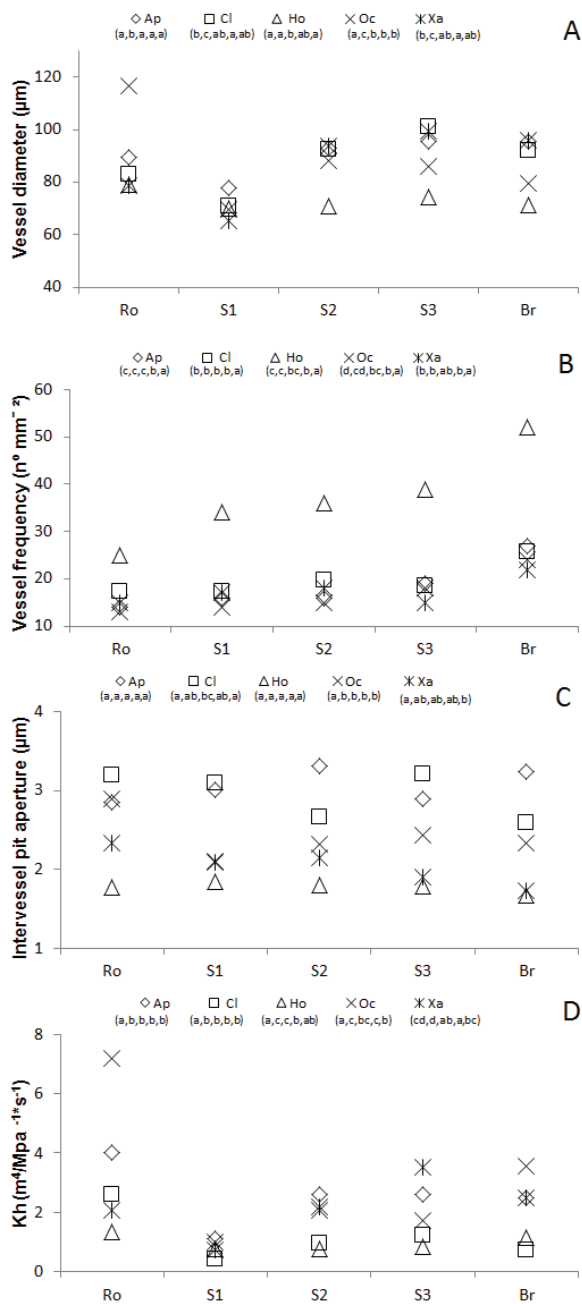 A
Ap Cl Ho Oc Xa
(a,b,a,a,a) (b,c,ab,a,ab) (a,a,b,ab,a) (a,c,b,b,b) (b,c,ab,a,ab)
Vessel diameter (µm)
120
100
80
60
40
Ro S1 S2 S3 Br
B
Ap Cl Ho Oc Xa
(c,c,c,b,a) (b,b,b,b,a) (c,c,bc,b,a) (d,cd,bc,b,a) (b,b,ab,b,a)
Vessel frequency (nº mm⁻²)
60
50
40
30
20
10
Ro S1 S2 S3 Br
C
Ap Cl Ho Oc Xa
(a,a,a,a,a) (a,ab,bc,ab,a) (a,a,a,a,a) (a,b,b,b,b) (a,ab,ab,ab,b)
Intervessel pit aperture (µm)
4
3
2
1
Ro S1 S2 S3 Br
D
Ap Cl Ho Oc Xa
(a,b,b,b,b) (a,b,b,b,b) (a,c,c,b,ab) (a,c,bc,c,b) (cd,d,ab,a,bc)
Kh (m⁴/Mpa⁻¹*s⁻¹)
8
6
4
2
0
Ro S1 S2 S3 Br